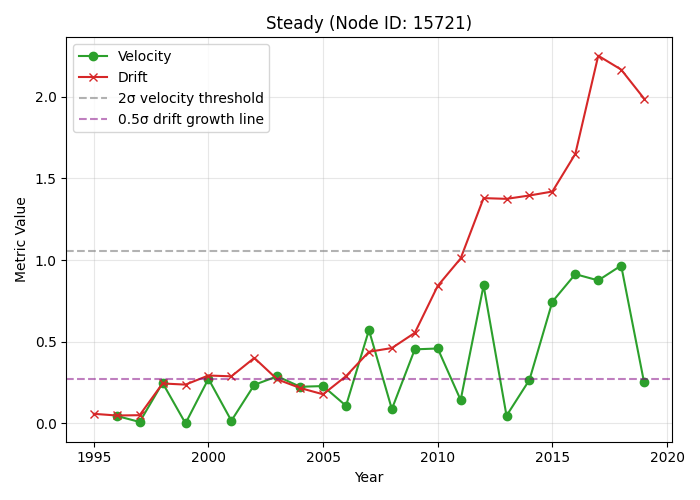 Steady (Node ID: 15721)
Velocity
Drift
2σ velocity threshold
0.5σ drift growth line
Metric Value
2.0
1.5
1.0
0.5
0.0
1995 2000 2005 2010 2015 2020
Year